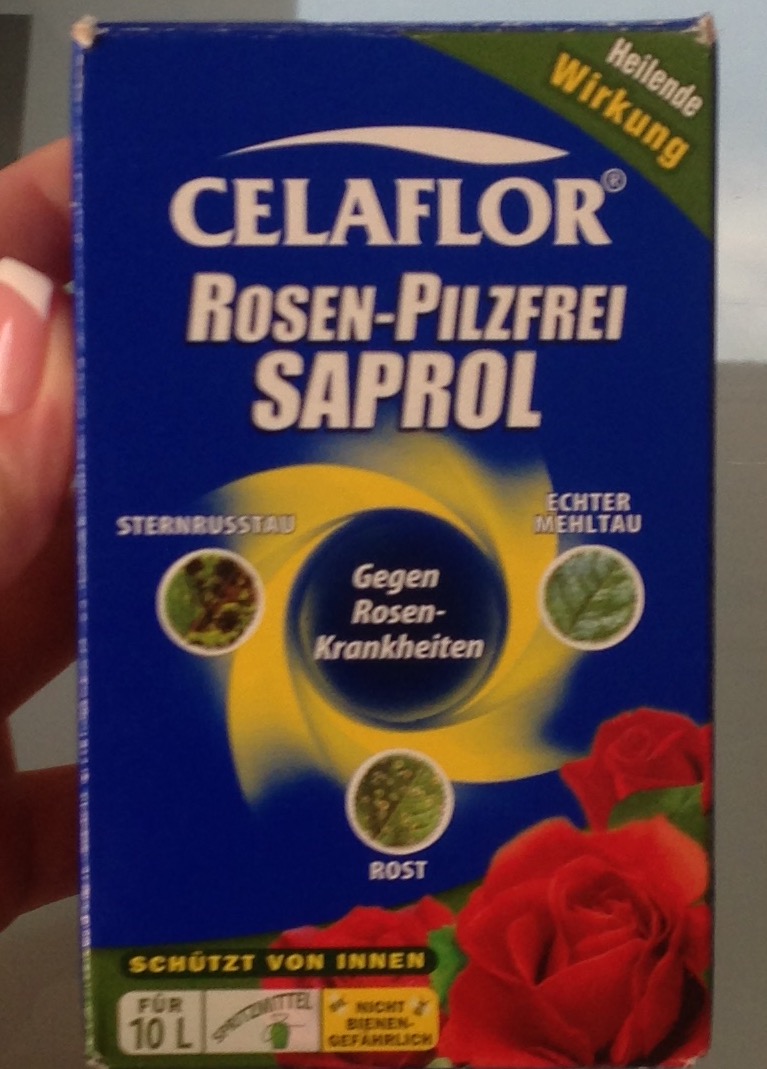 Heilende
Wirkung
CELAFLOR®
ROSEN-PILZFREI
SAPROL
STERNRUSSTAU
ECHTER
MEHLTAU
Gegen
Rosen-
Krankheiten
ROST
SCHÜTZT VON INNEN
FÜR
10 L
SPRITZMITTEL
NICHT
BIENEN-
GEFÄHRLICH